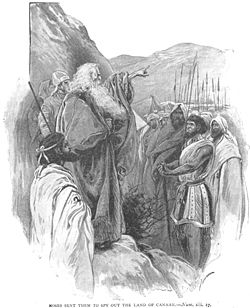 MOSES SENT THEM TO SPY OUT THE LAND OF CANAAN.—Num. xiii. 17.